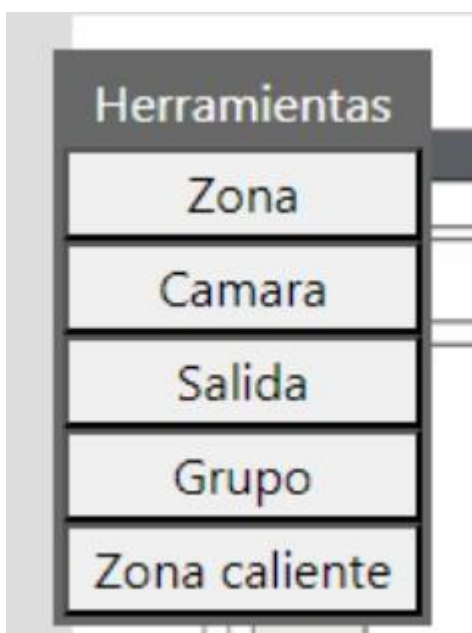 Herramientas
Zona
Camara
Salida
Grupo
Zona caliente